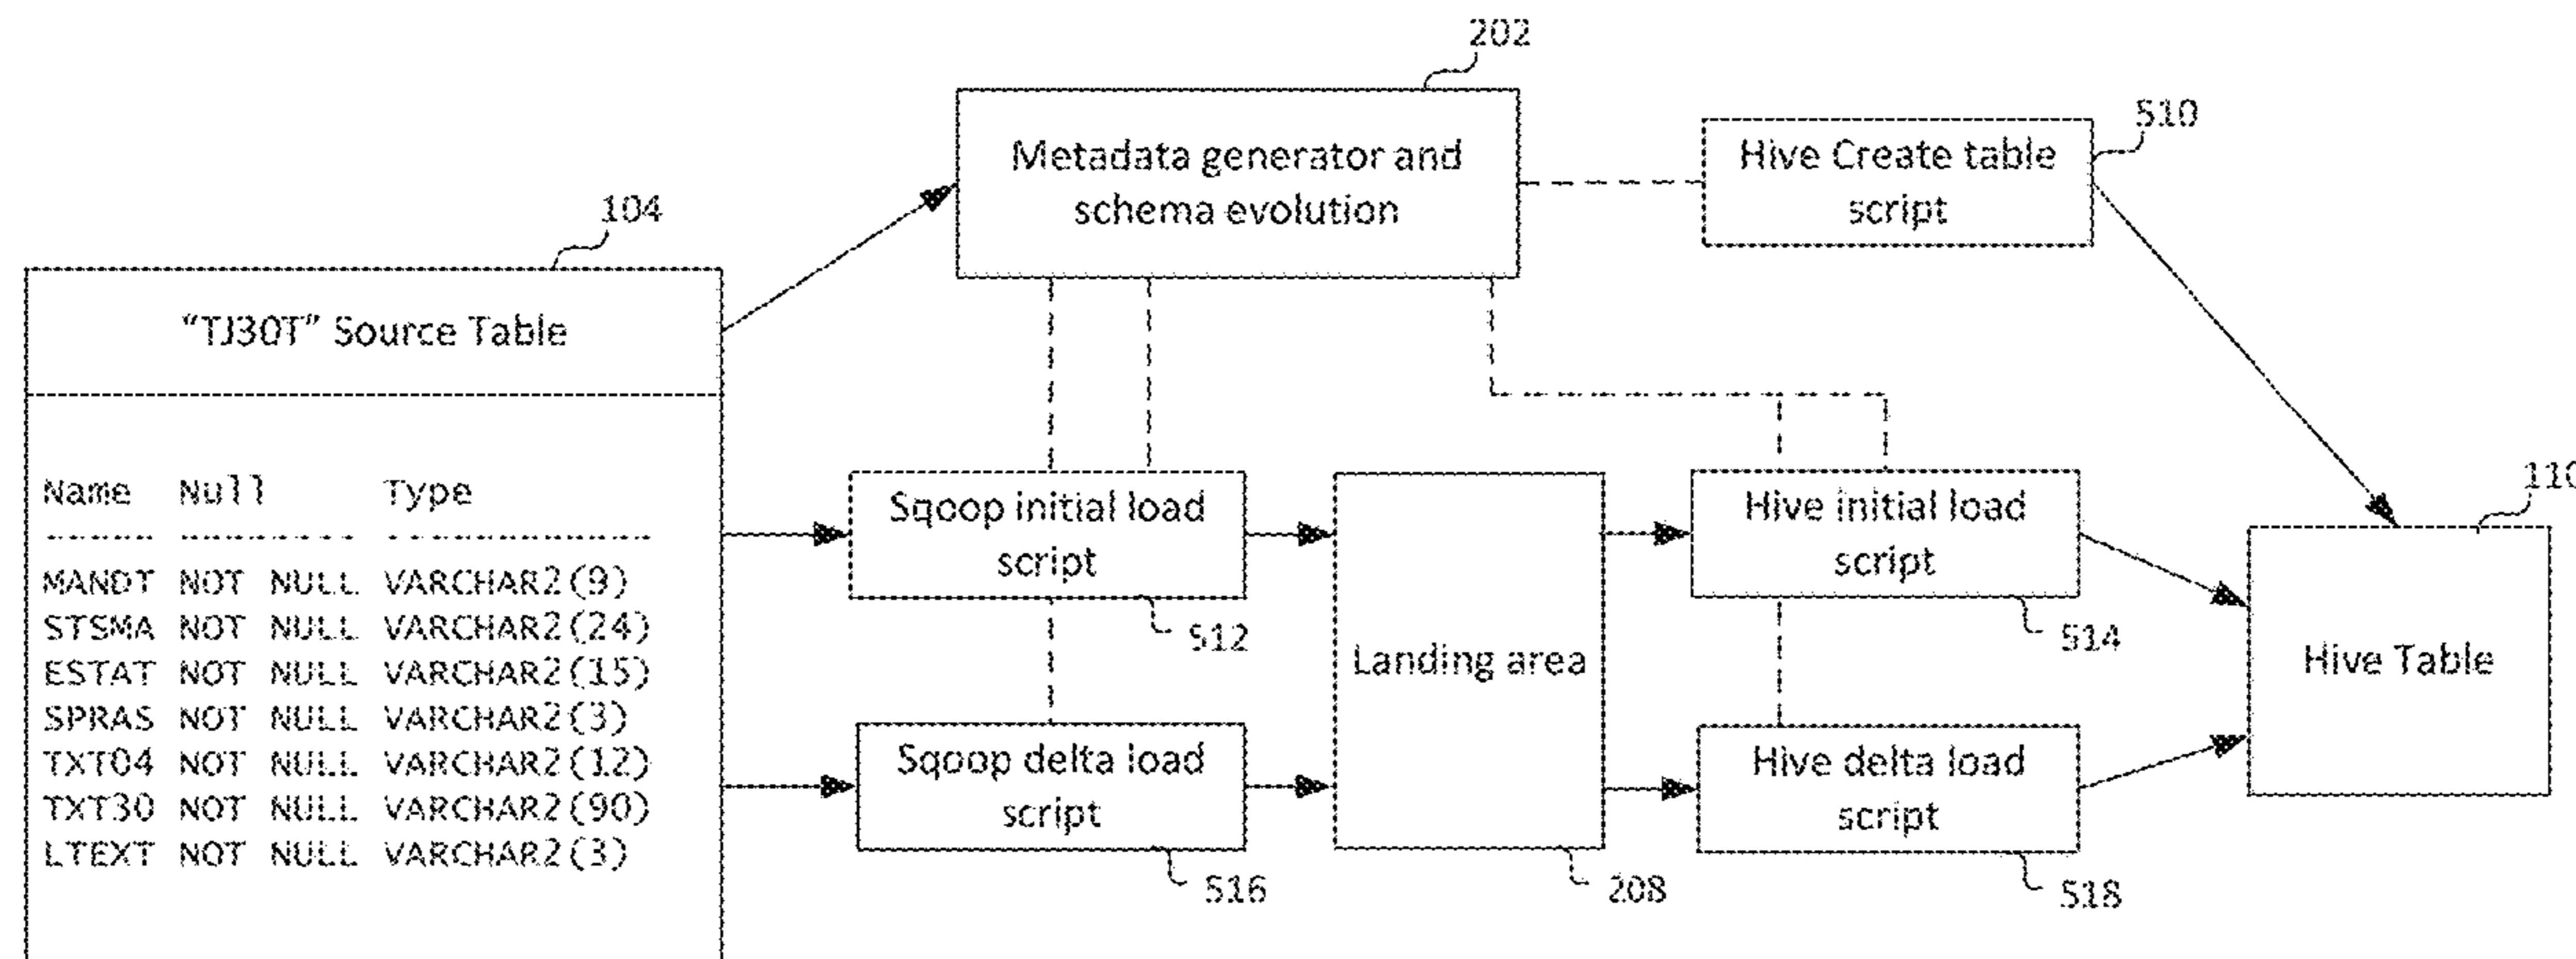 202
Metadata generator and
schema evolution
510
Hive Create table
script
104
"TJ30T" Source Table
Name Null Type
------ --------- --------------
MANDT NOT NULL VARCHAR2(9)
STSMA NOT NULL VARCHAR2(24)
ESTAT NOT NULL VARCHAR2(15)
SPRAS NOT NULL VARCHAR2(3)
TXT04 NOT NULL VARCHAR2(12)
TXT30 NOT NULL VARCHAR2(90)
LTEXT NOT NULL VARCHAR2(3)
Sqoop initial load
script
512
Sqoop delta load
script
516
Landing area
208
Hive initial load
script
514
Hive delta load
script
518
110
Hive Table